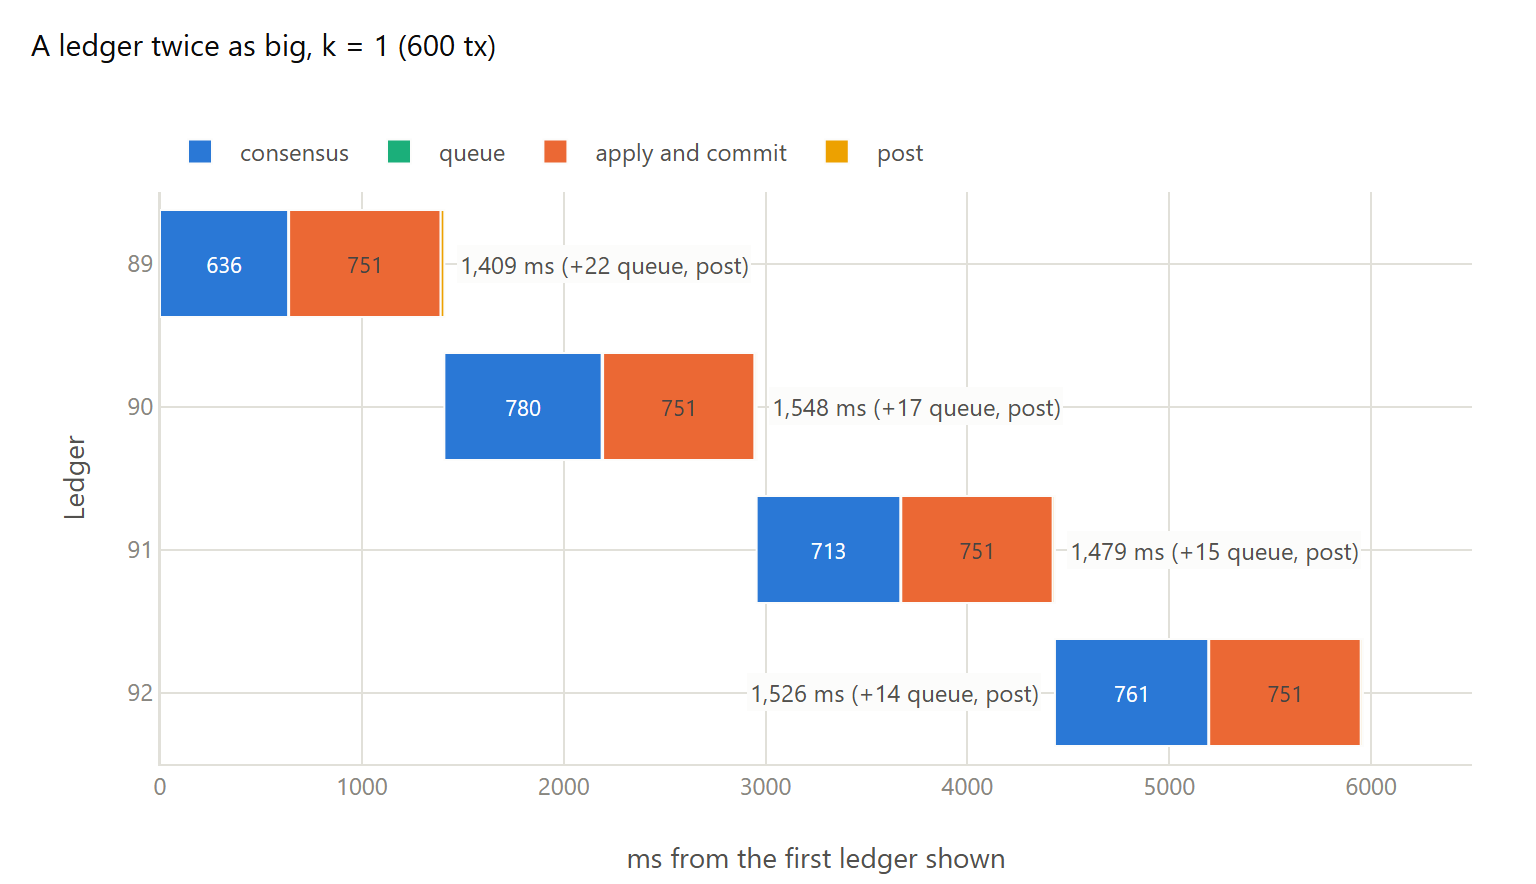 A ledger twice as big, k = 1 (600 tx)
consensus queue apply and commit post
89 636 751 1,409 ms (+22 queue, post)
90 780 751 1,548 ms (+17 queue, post)
91 713 751 1,479 ms (+15 queue, post)
92 1,526 ms (+14 queue, post) 761 751
Ledger
0 1000 2000 3000 4000 5000 6000
ms from the first ledger shown